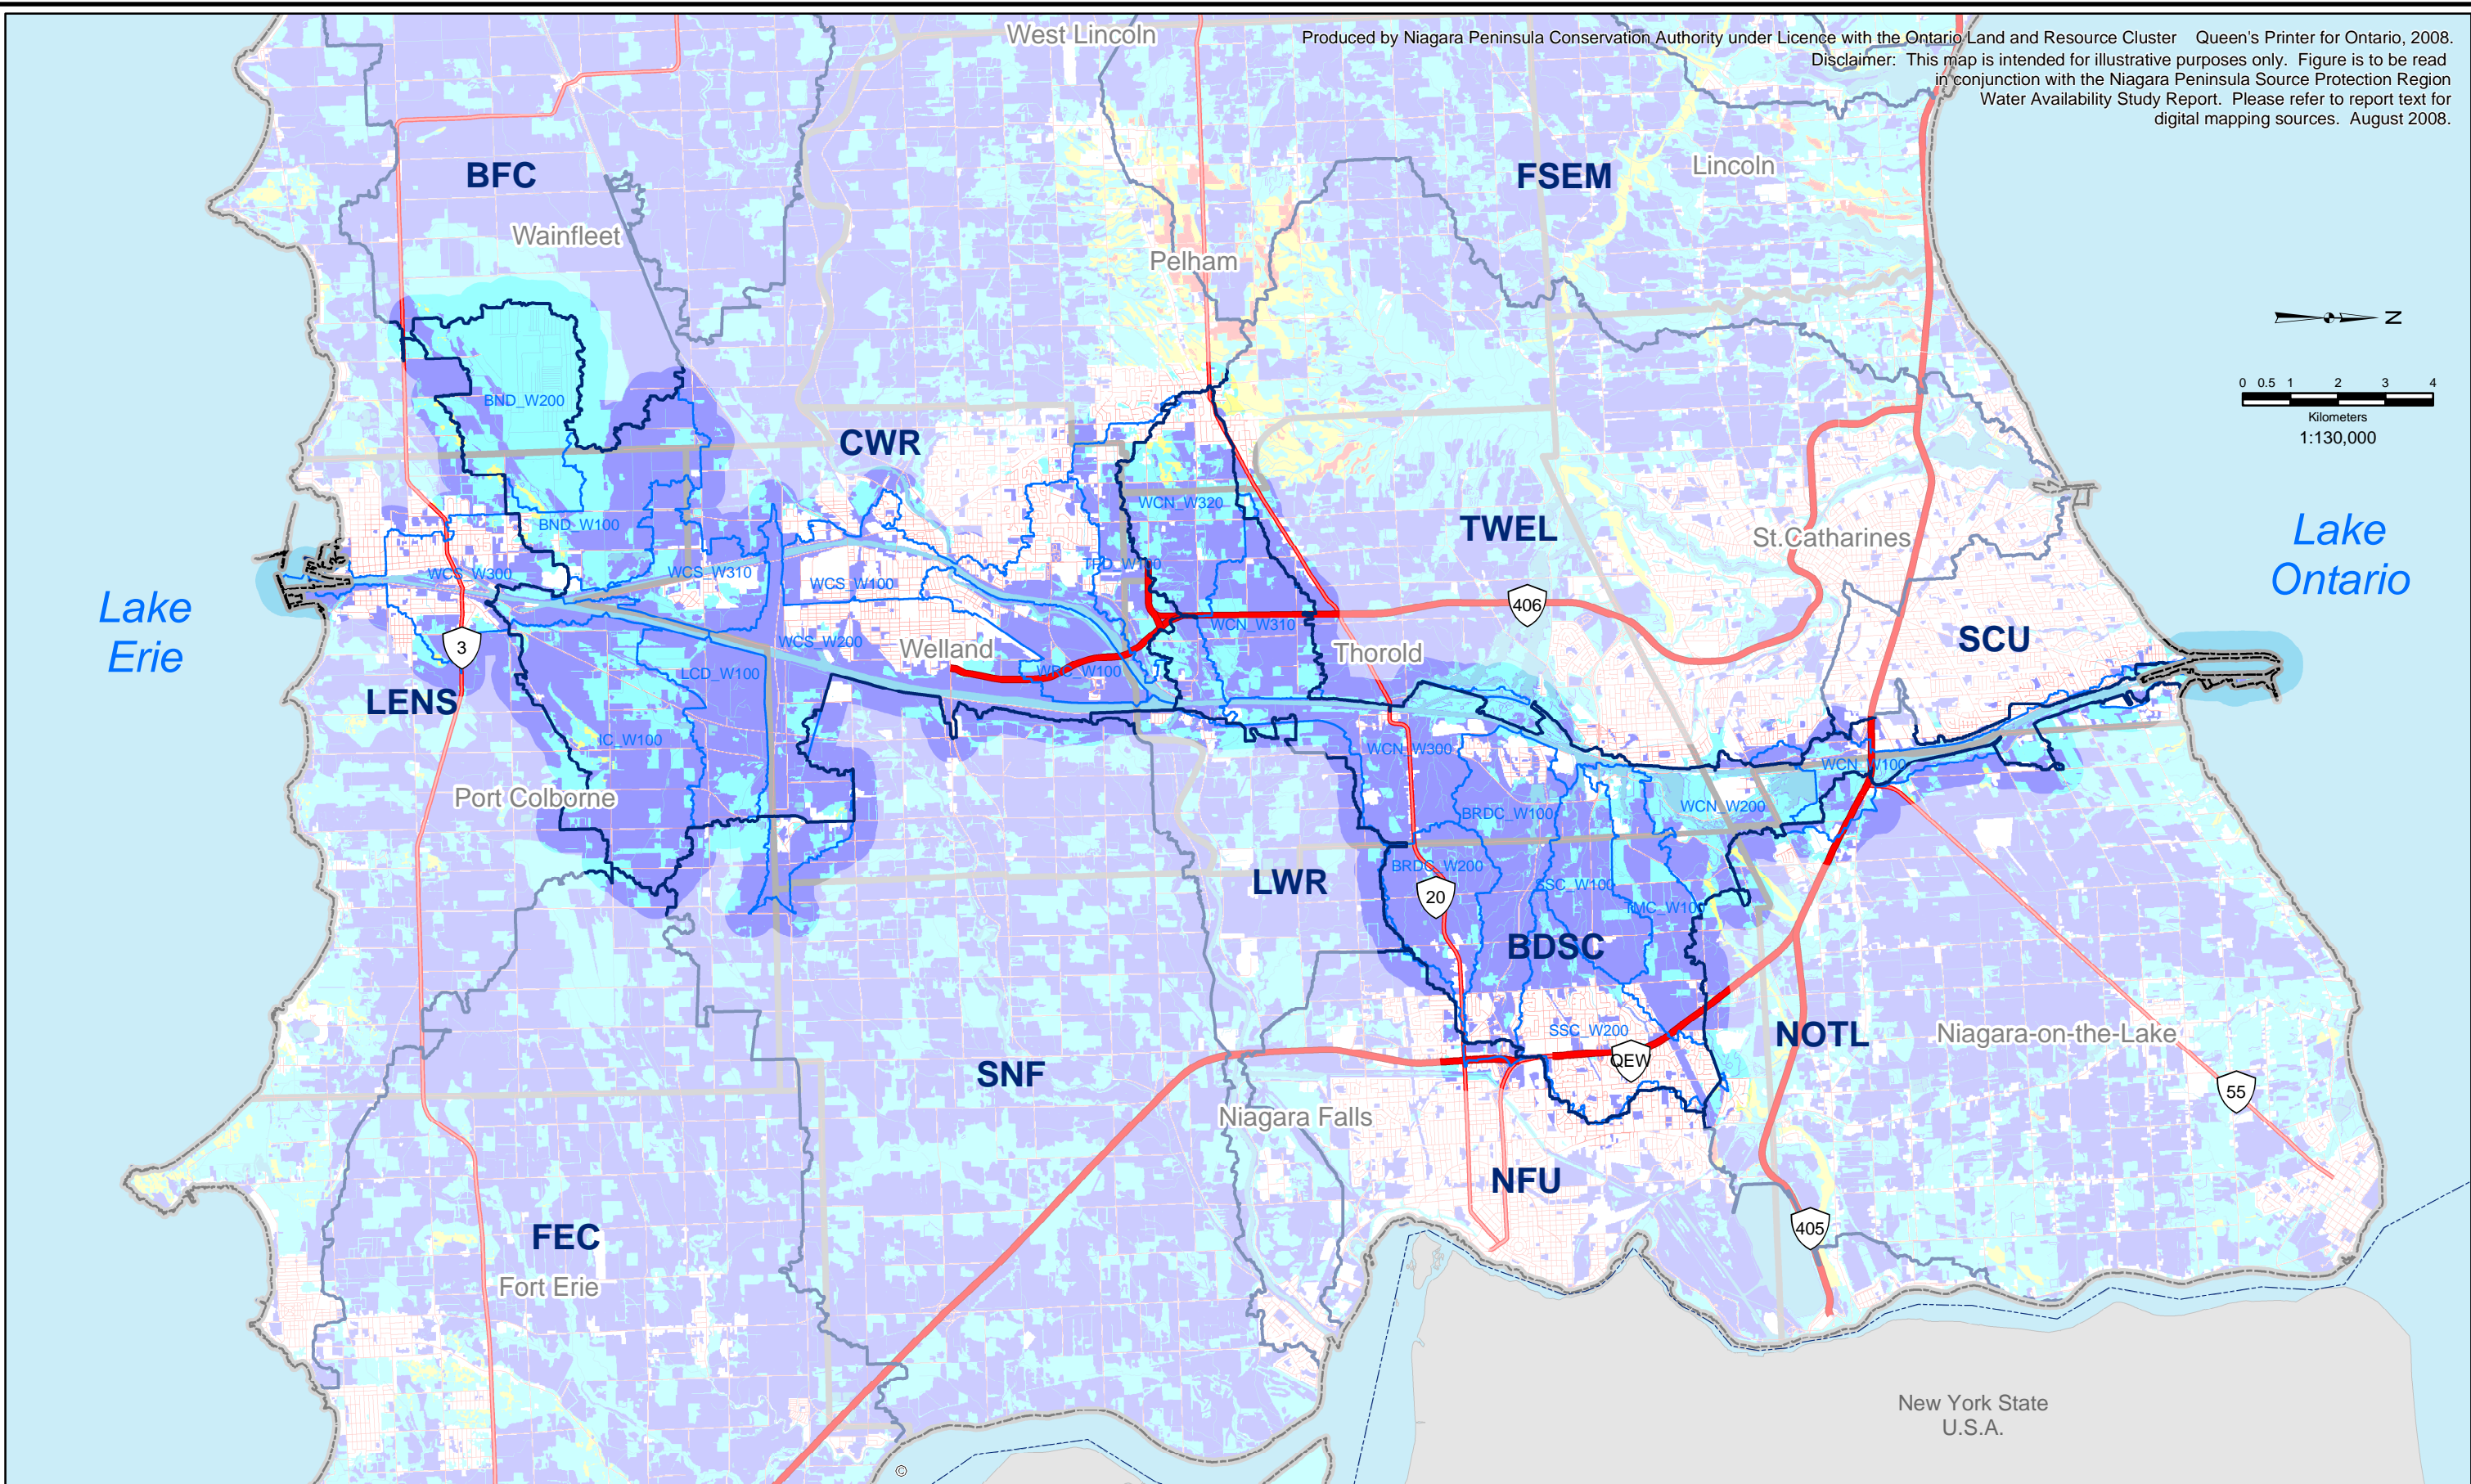 Produced by Niagara Peninsula Conservation Authority under Licence with the Ontario Land and Resource Cluster Queen's Printer for Ontario, 2008.
Disclaimer: This map is intended for illustrative purposes only. Figure is to be read
in conjunction with the Niagara Peninsula Source Protection Region
Water Availability Study Report. Please refer to report text for
digital mapping sources. August 2008.
West Lincoln
BFC
FSEM
Lincoln
Wainfleet
Pelham
N
0 0.5 1 2 3 4
Kilometers
1:130,000
BND_W200
CWR
WCN_W320
BND_W100
TWEL
St.Catharines
Lake
Ontario
WCS_W300
WCS_W310
WCS_W100
TPD_W100
Lake
Erie
406
WCN_W310
3
WCS_W200
Welland
Thorold
SCU
LCD_W100
WRC_W100
LENS
IC_W100
WCN_W300
WCN_W100
Port Colborne
BRDC_W100
WCN_W200
LWR
BRDC_W200
SSC_W100
20
TMC_W100
BDSC
SSC_W200
NOTL
Niagara-on-the-Lake
QEW
SNF
55
Niagara Falls
NFU
405
FEC
Fort Erie
New York State
U.S.A.
©